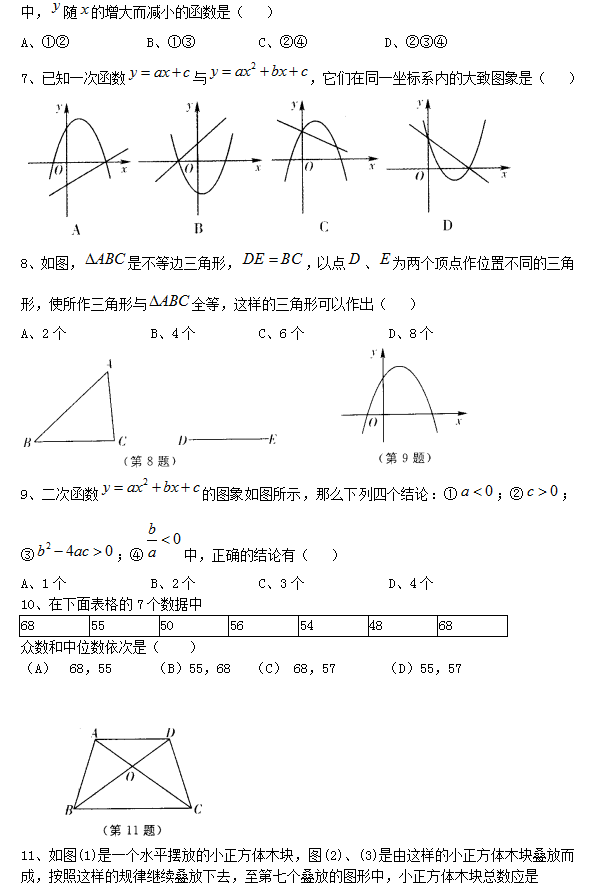 中，y随x的增大而减小的函数是（  ）
A、①②  B、①③  C、②④  D、②③④
7、已知一次函数y = ax + c与y = ax² + bx + c，它们在同一坐标系内的大致图象是（  ）
y y y y
O x O x O x O x
A B C D
8、如图，ΔABC是不等边三角形，DE = BC，以点D、E为两个顶点作位置不同的三角
形，使所作三角形与ΔABC全等，这样的三角形可以作出（  ）
A、2个  B、4个  C、6个  D、8个
A y
B C D E O x
(第8题) (第9题)
9、二次函数y = ax² + bx + c的图象如图所示，那么下列四个结论：①a < 0；②c > 0；
③b² − 4ac > 0；④b/a < 0中，正确的结论有（  ）
A、1个  B、2个  C、3个  D、4个
10、在下面表格的7个数据中
68 55 50 56 54 48 68
众数和中位数依次是（  ）
（A） 68，55 （B)55，68 （C） 68，57 （D)55，57
A D
O
B C
(第11题)
11、如图(1)是一个水平摆放的小正方体木块，图(2)、(3)是由这样的小正方体木块叠放而
成，按照这样的规律继续叠放下去，至第七个叠放的图形中，小正方体木块总数应是